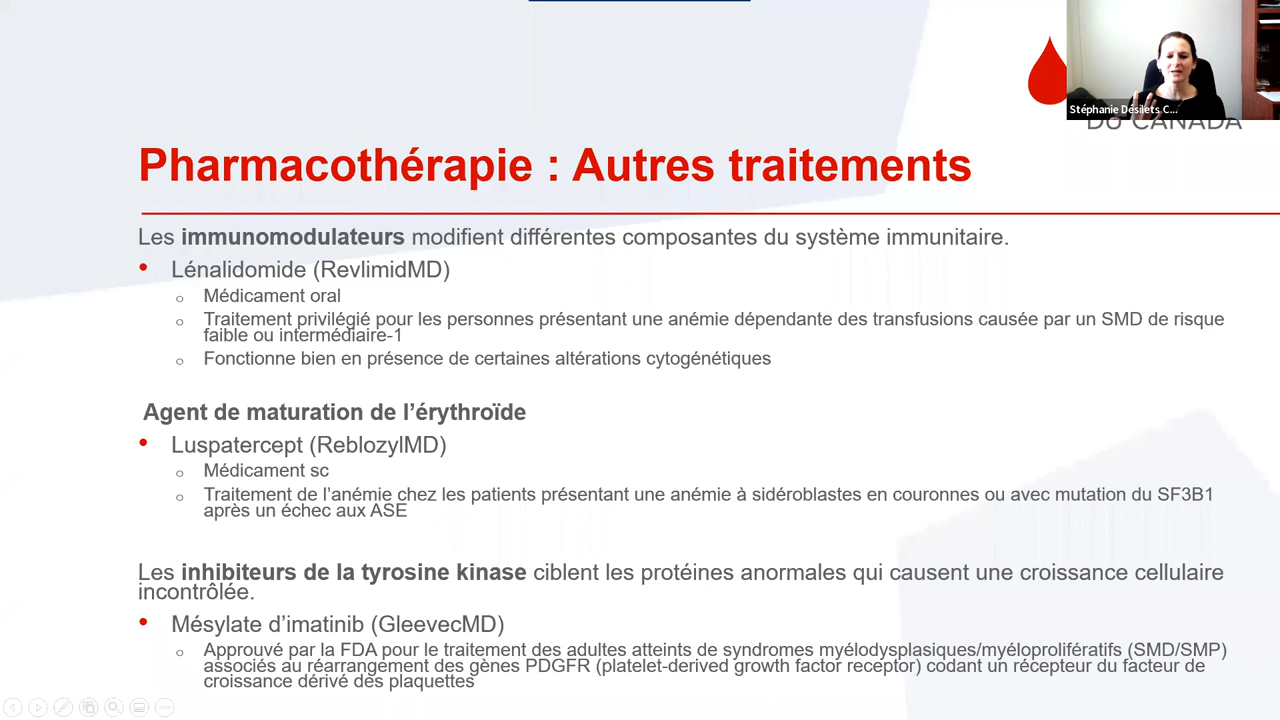 Stéphanie Désilets C...
DU CANADA
Pharmacothérapie : Autres traitements
Les immunomodulateurs modifient différentes composantes du système immunitaire.
• Lénalidomide (RevlimidMD)
o Médicament oral
o Traitement privilégié pour les personnes présentant une anémie dépendante des transfusions causée par un SMD de risque
faible ou intermédiaire-1
o Fonctionne bien en présence de certaines altérations cytogénétiques
Agent de maturation de l’érythroïde
• Luspatercept (ReblozylMD)
o Médicament sc
o Traitement de l’anémie chez les patients présentant une anémie à sidéroblastes en couronnes ou avec mutation du SF3B1
après un échec aux ASE
Les inhibiteurs de la tyrosine kinase ciblent les protéines anormales qui causent une croissance cellulaire
incontrôlée.
• Mésylate d’imatinib (GleevecMD)
o Approuvé par la FDA pour le traitement des adultes atteints de syndromes myélodysplasiques/myéloprolifératifs (SMD/SMP)
associés au réarrangement des gènes PDGFR (platelet-derived growth factor receptor) codant un récepteur du facteur de
croissance dérivé des plaquettes